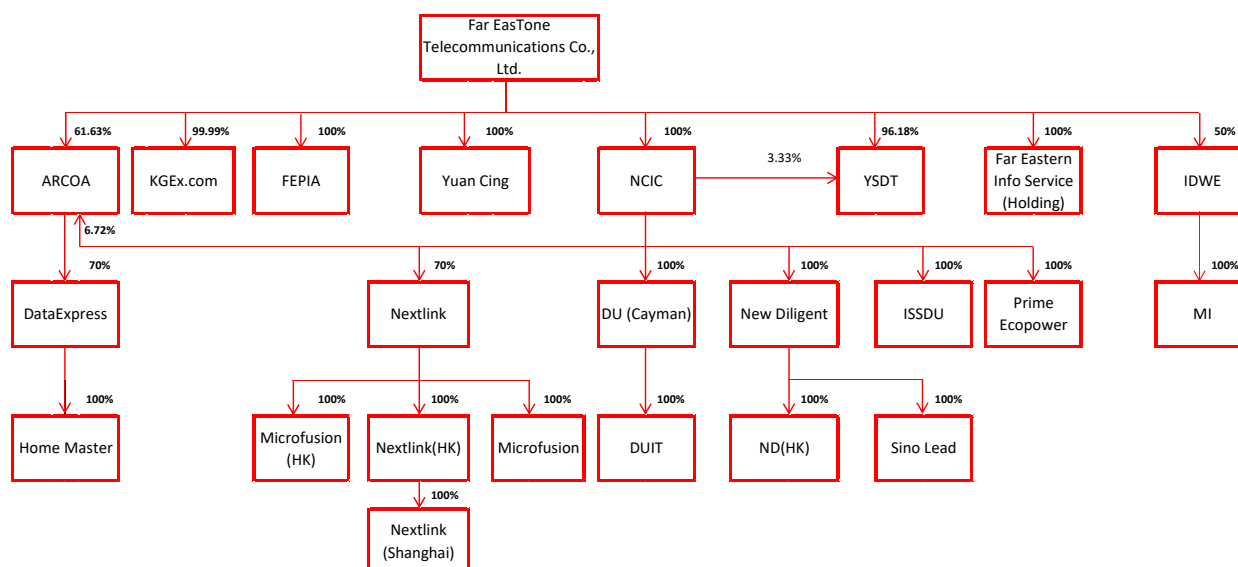 Far EasTone
Telecommunications Co.,
Ltd.
61.63%
99.99%
100%
100%
100%
96.18%
100%
50%
ARCOA
KGEx.com
FEPIA
Yuan Cing
NCIC
3.33%
YSDT
Far Eastern
Info Service
(Holding)
IDWE
6.72%
70%
70%
100%
100%
100%
100%
100%
DataExpress
Nextlink
DU (Cayman)
New Diligent
ISSDU
Prime
Ecopower
MI
100%
100%
100%
100%
100%
100%
100%
Home Master
Microfusion
(HK)
Nextlink(HK)
Microfusion
DUIT
ND(HK)
Sino Lead
100%
Nextlink
(Shanghai)